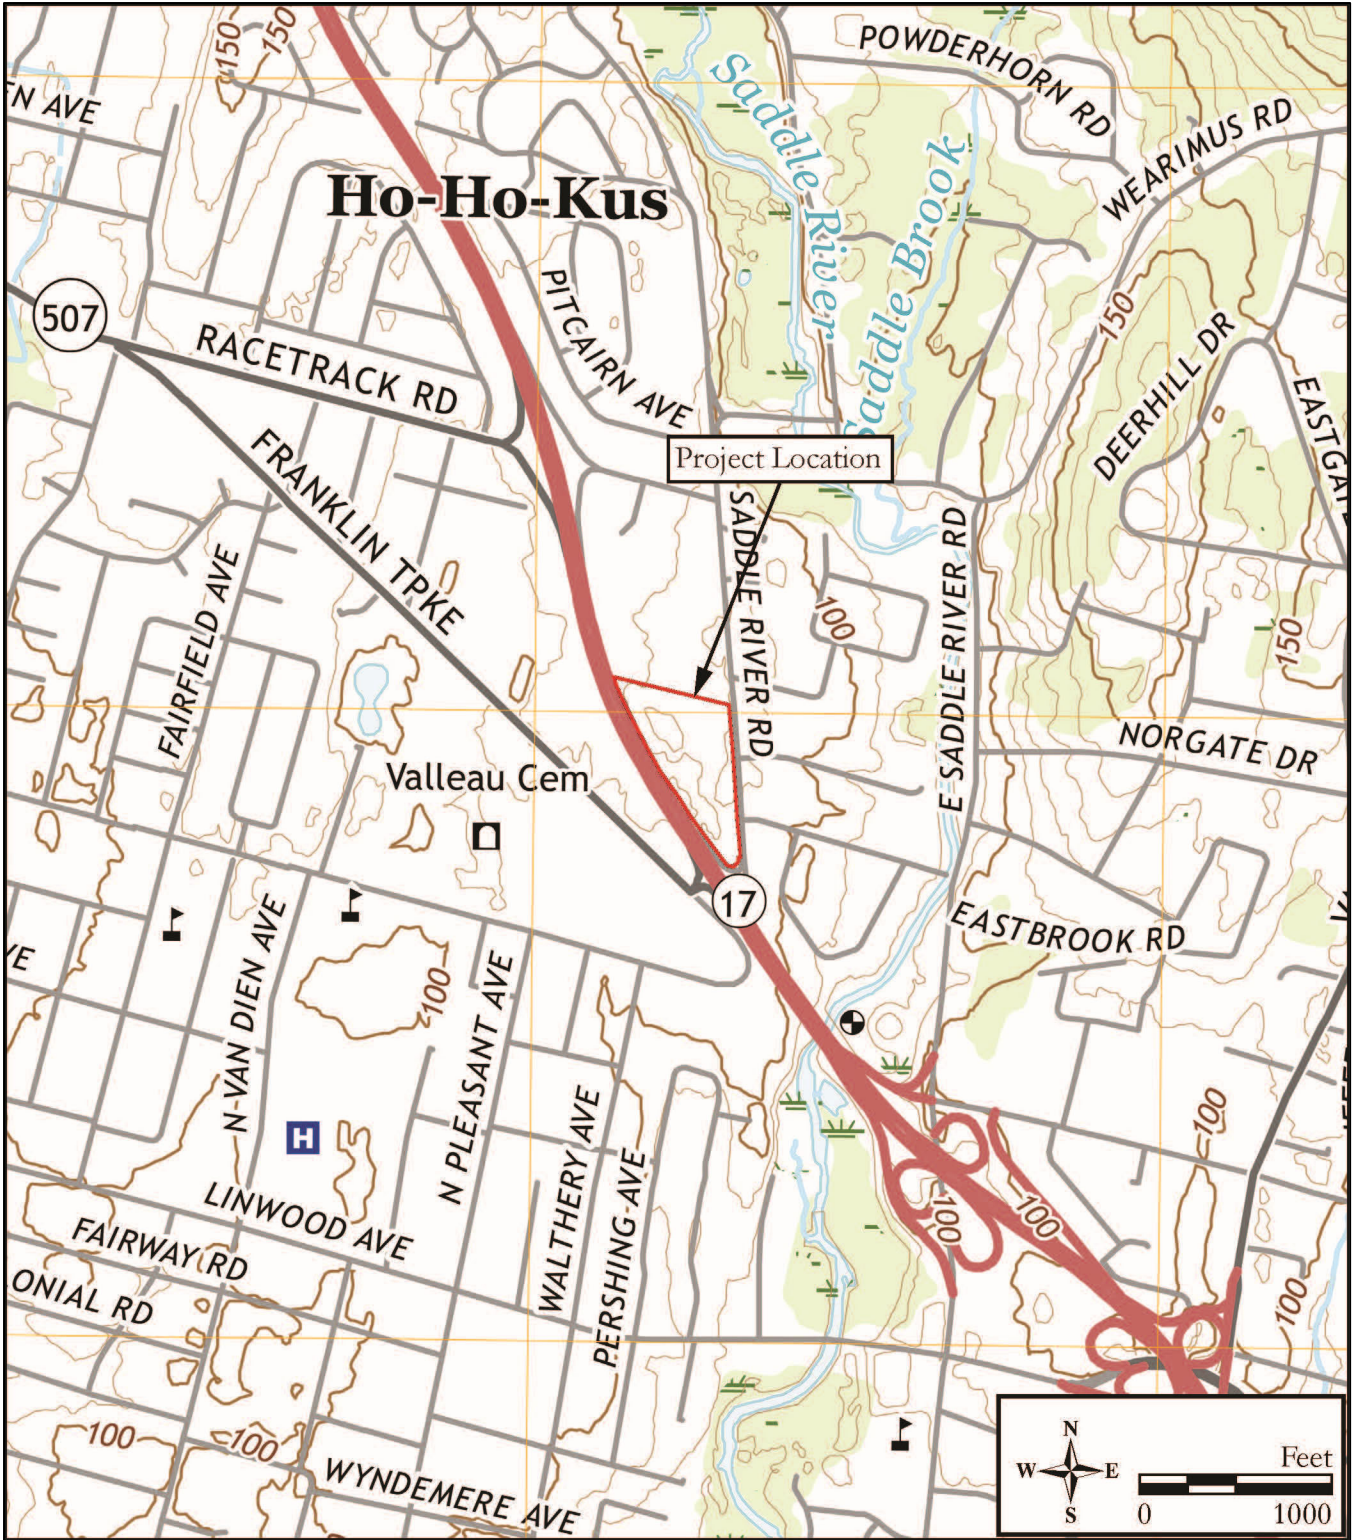 150
150
POWDERHORN RD
EN AVE
Saddle River
Saddle Brook
WEARIMUS RD
Ho-Ho-Kus
507
PITCAIRN AVE
150
RACETRACK RD
DEERHILL DR
EASTGAT
FRANKLIN TPKE
Project Location
SADDLE RIVER RD
E SADDLE RIVER RD
FAIRFIELD AVE
100
150
NORGATE DR
Valleau Cem
17
EASTBROOK RD
VE
N VAN DIEN AVE
100
N PLEASANT AVE
H
WALTHERY AVE
PERSHING AVE
100
100
100
100
LINWOOD AVE
FAIRWAY RD
ONIAL RD
100
100
WYNDEMERE AVE
N
W E
S
Feet
0 1000